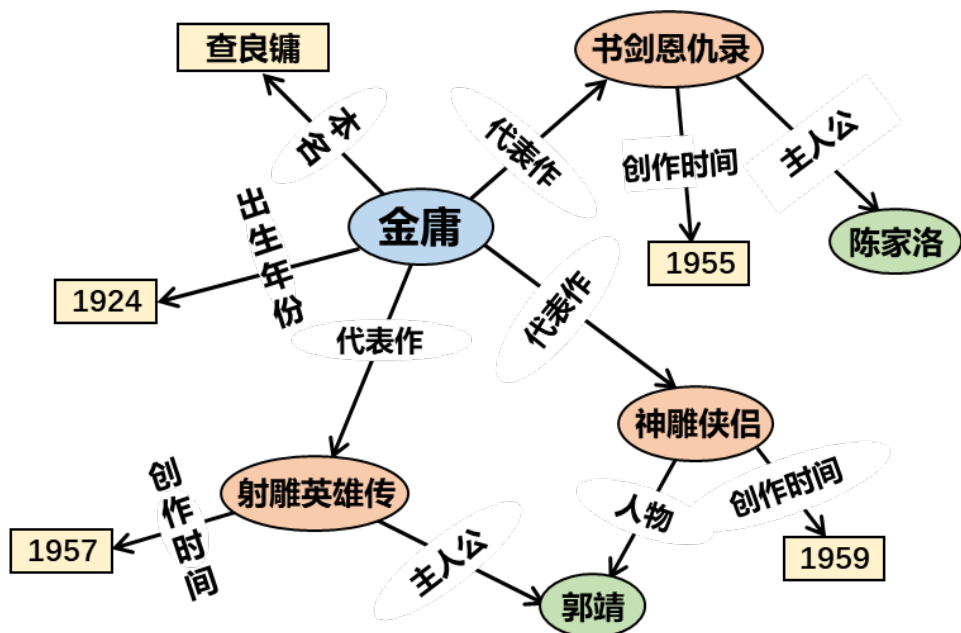 查良镛
书剑恩仇录
本名
代表作
创作时间
主人公
金庸
出生年份
陈家洛
1955
1924
代表作
代表作
神雕侠侣
射雕英雄传
创作时间
人物
创作时间
1957
主人公
1959
郭靖